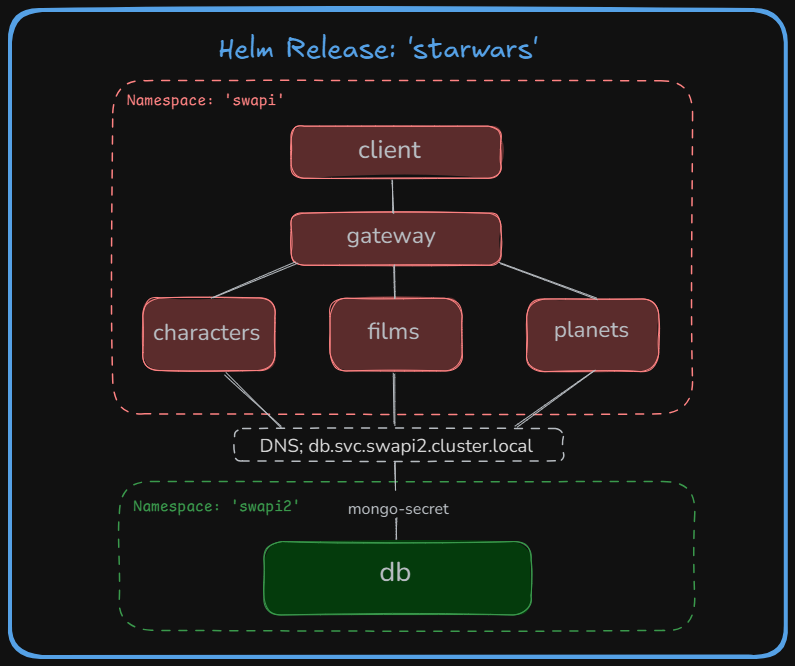 Helm Release: 'starwars'
Namespace: 'swapi'
client
gateway
characters
films
planets
DNS; db.svc.swapi2.cluster.local
Namespace: 'swapi2'
mongo-secret
db